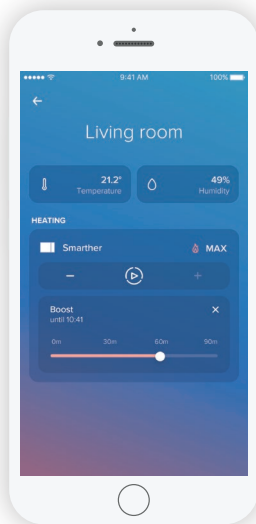 9:41 AM 100%
Living room
21.2° 49%
Temperature Humidity
HEATING
Smarther MAX
Boost
until 10:41
0m 30m 60m 90m